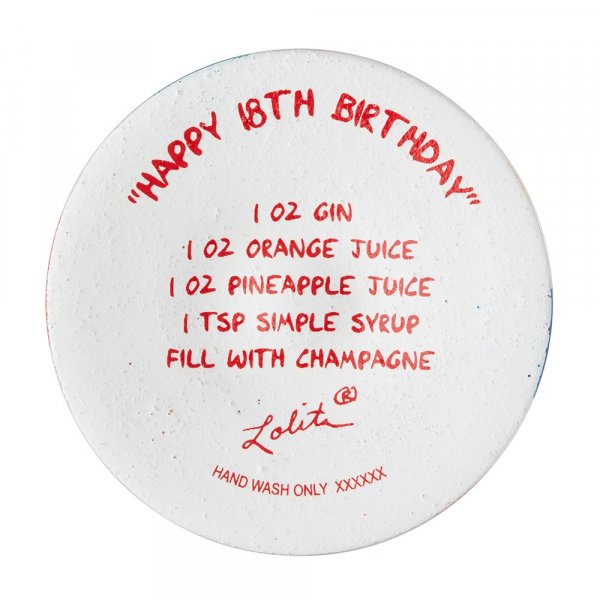 "HAPPY 18TH BIRTHDAY"
1 OZ GIN
1 OZ ORANGE JUICE
1 OZ PINEAPPLE JUICE
1 TSP SIMPLE SYRUP
FILL WITH CHAMPAGNE
Lolita ®
HAND WASH ONLY XXXXXX